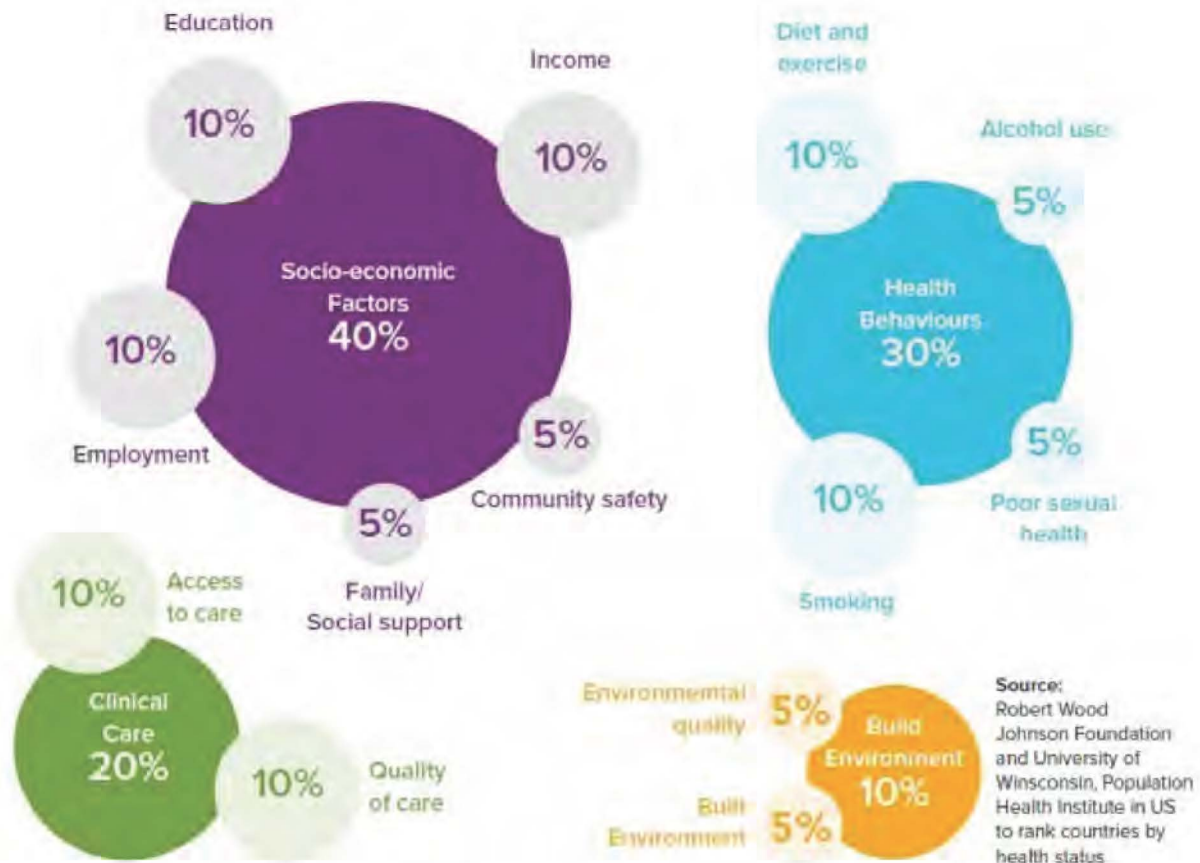 Education
10%
Income
10%
Socio-economic
Factors
40%
10%
Employment
5%
Community safety
5%
Family/
Social support
Diet and
exercise
10%
Alcohol use
5%
Health
Behaviours
30%
5%
Poor sexual
health
10%
Smoking
10%
Access
to care
Clinical
Care
20%
10%
Quality
of care
Environmemtal
quality
5%
Build
Environment
10%
Built
Environment
5%
Source:
Robert Wood
Johnson Foundation
and University of
Winsconsin, Population
Health Institute in US
to rank countries by
health status